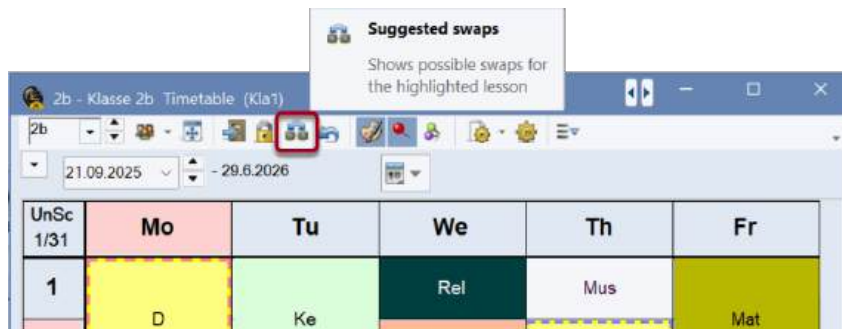 Suggested swaps
Shows possible swaps for
the highlighted lesson
2b - Klasse 2b Timetable (Kla1)
2b
21.09.2025 - 29.6.2026
UnSc Mo Tu We Th Fr
1/31
1 Rel Mus
D Ke Mat